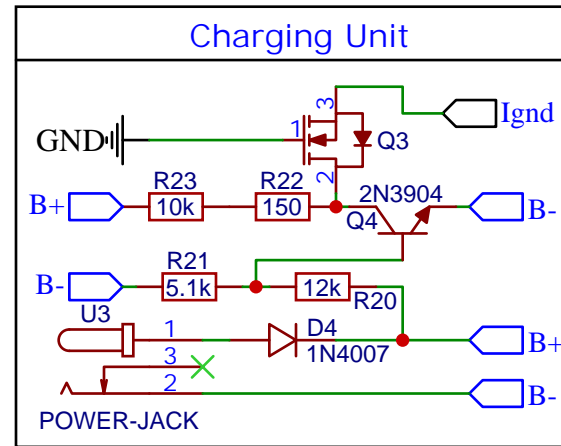 Charging Unit
3
1
Ignd
GND
Q3
2
R23
R22
2N3904
B+
10k
150
Q4
B-
R21
B-
5.1k
12k
R20
U3
1
D4
3
1N4007
B+
2
B-
POWER-JACK